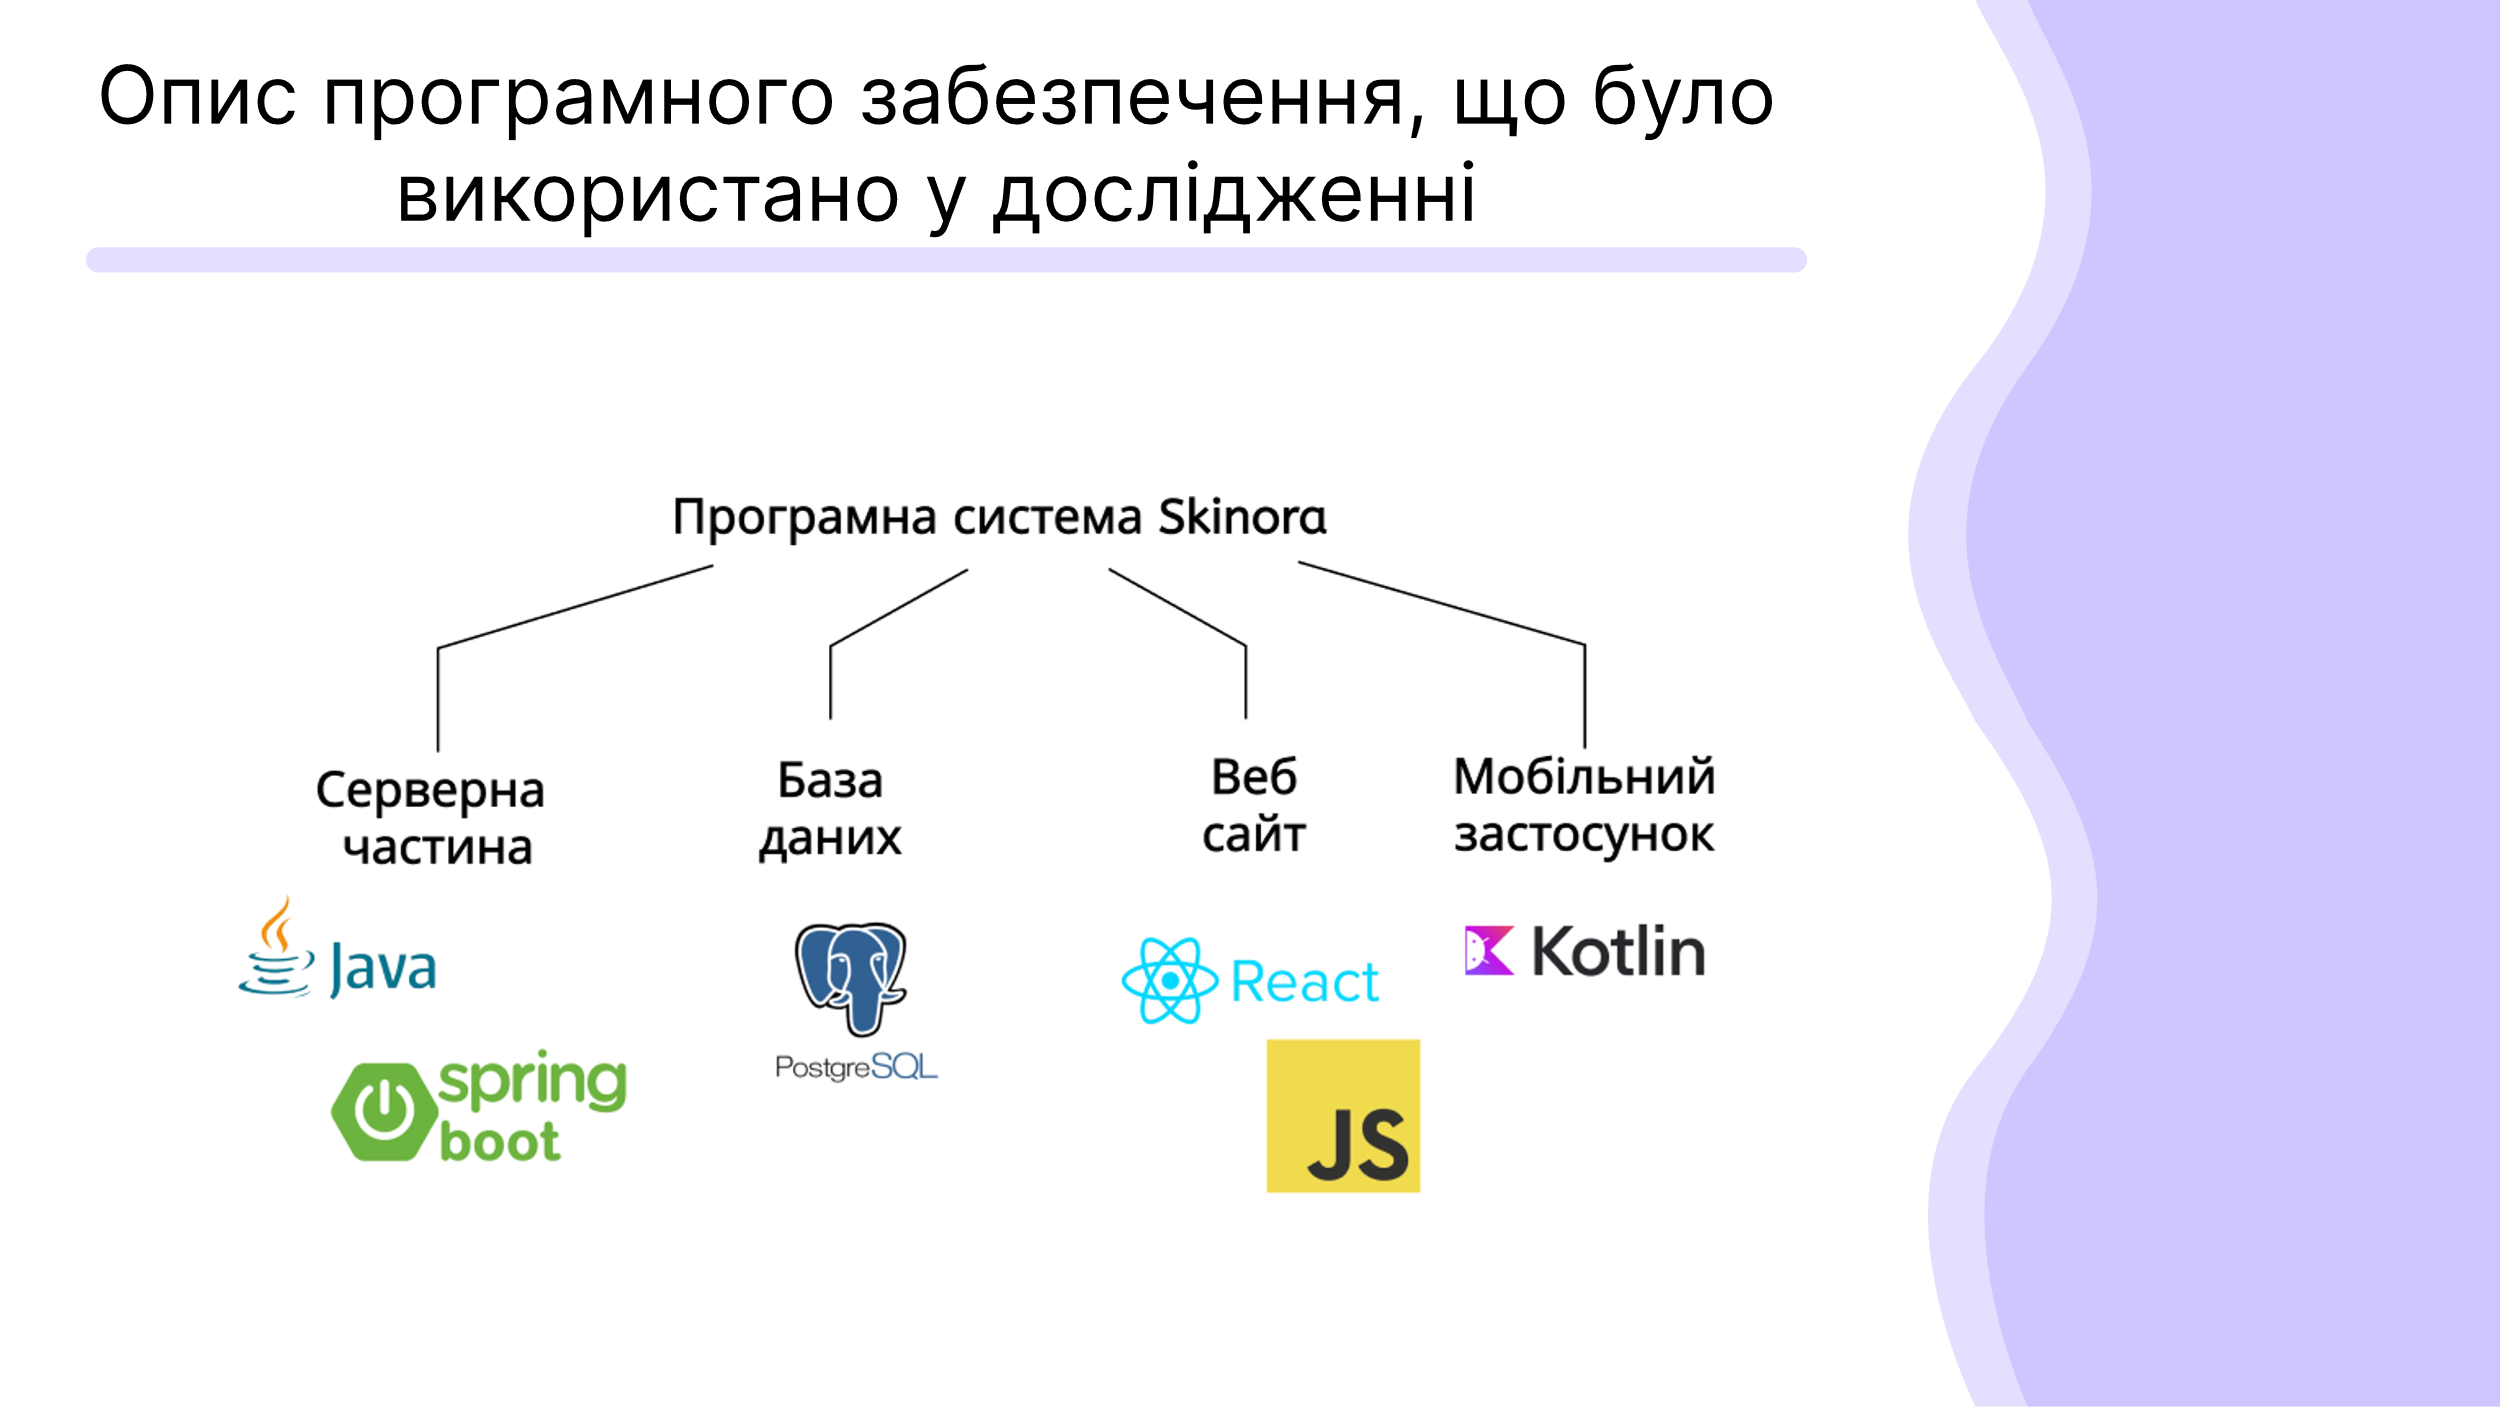 Опис програмного забезпечення, що було
використано у дослідженні
Програмна система Skinora
Серверна
частина
Java
spring
boot
База
даних
PostgreSQL
Веб
сайт
React
JS
Мобільний
застосунок
Kotlin